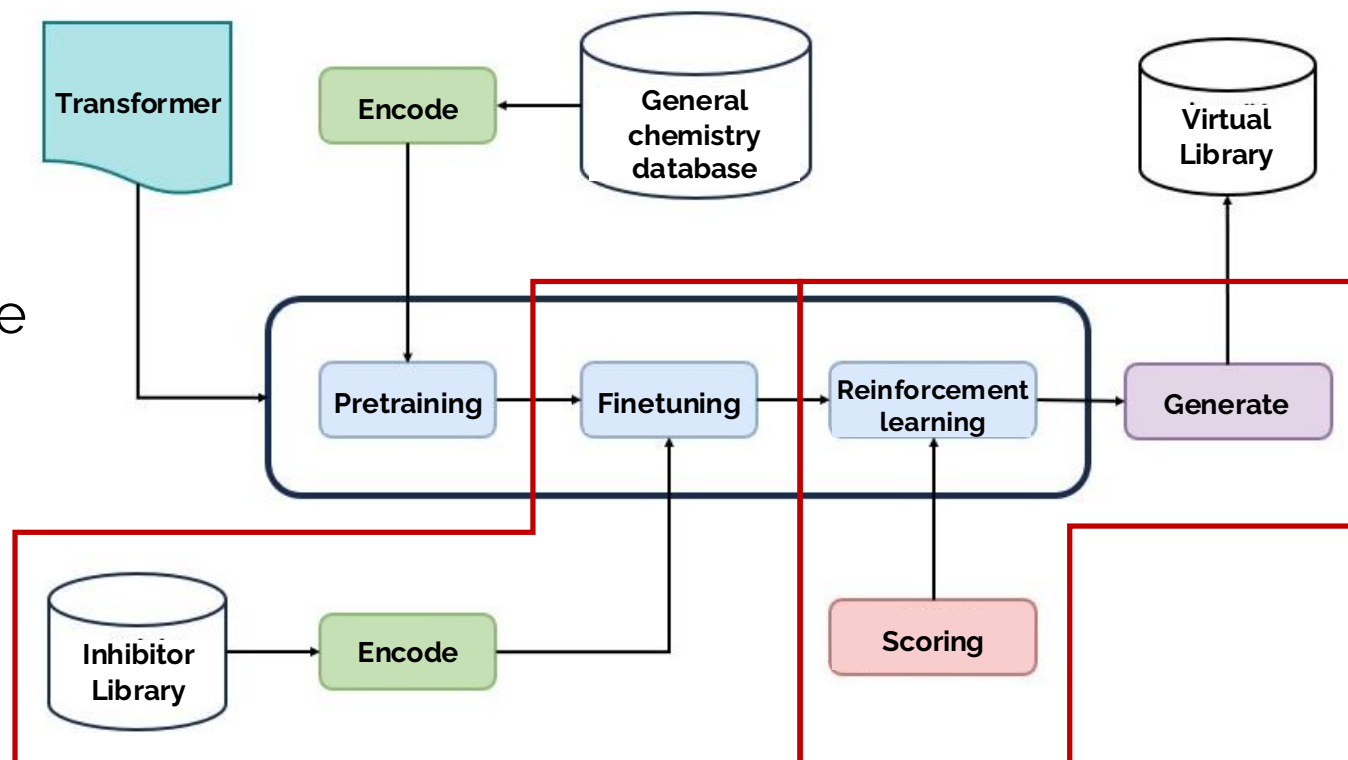 Transformer
Encode
General
chemistry
database
Virtual
Library
e
Pretraining
Finetuning
Reinforcement
learning
Generate
Inhibitor
Library
Encode
Scoring